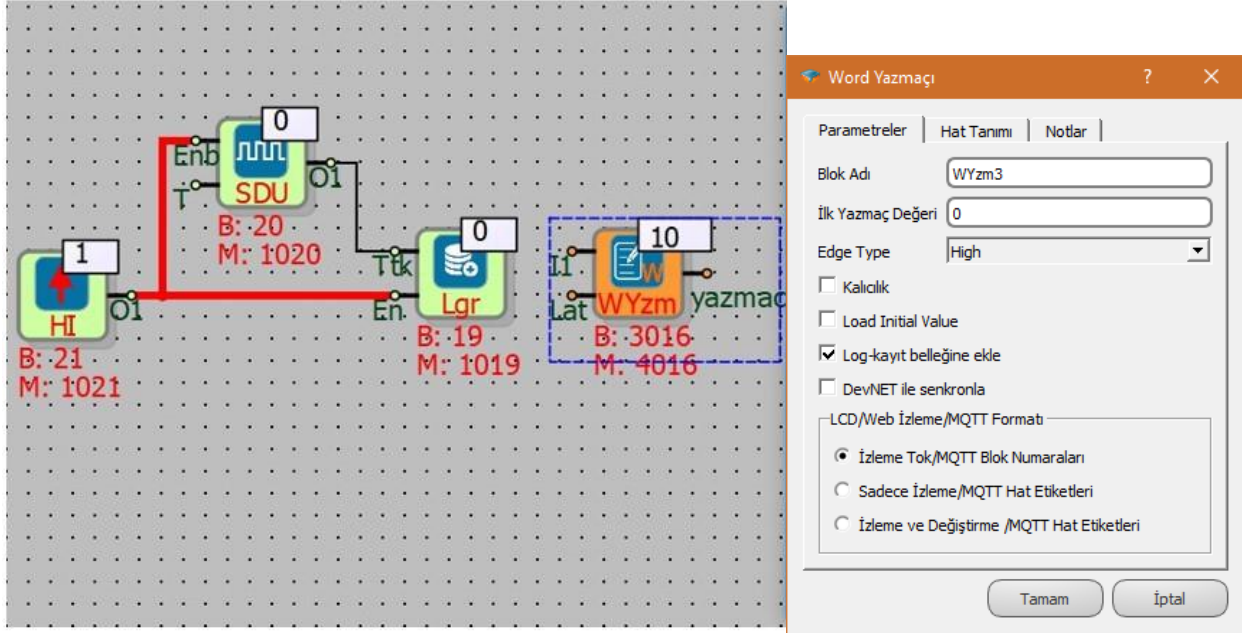 0
Enb
O1
T
SDU
B: 20
M: 1020
1
O1
HI
B: 21
M: 1021
0
Ttk
En
Lgr
B: 19
M: 1019
10
I1
Lat
WYzm
yazmaç
B: 3016
M: 4016
Word Yazmaçı
?
Parametreler
Hat Tanımı
Notlar
Blok Adı
WYzm3
İlk Yazmaç Değeri
0
Edge Type
High
Kalıcılık
Load Initial Value
Log-kayıt belleğine ekle
DevNET ile senkronla
LCD/Web İzleme/MQTT Formatı
İzleme Tok/MQTT Blok Numaraları
Sadece İzleme/MQTT Hat Etiketleri
İzleme ve Değiştirme /MQTT Hat Etiketleri
Tamam
İptal